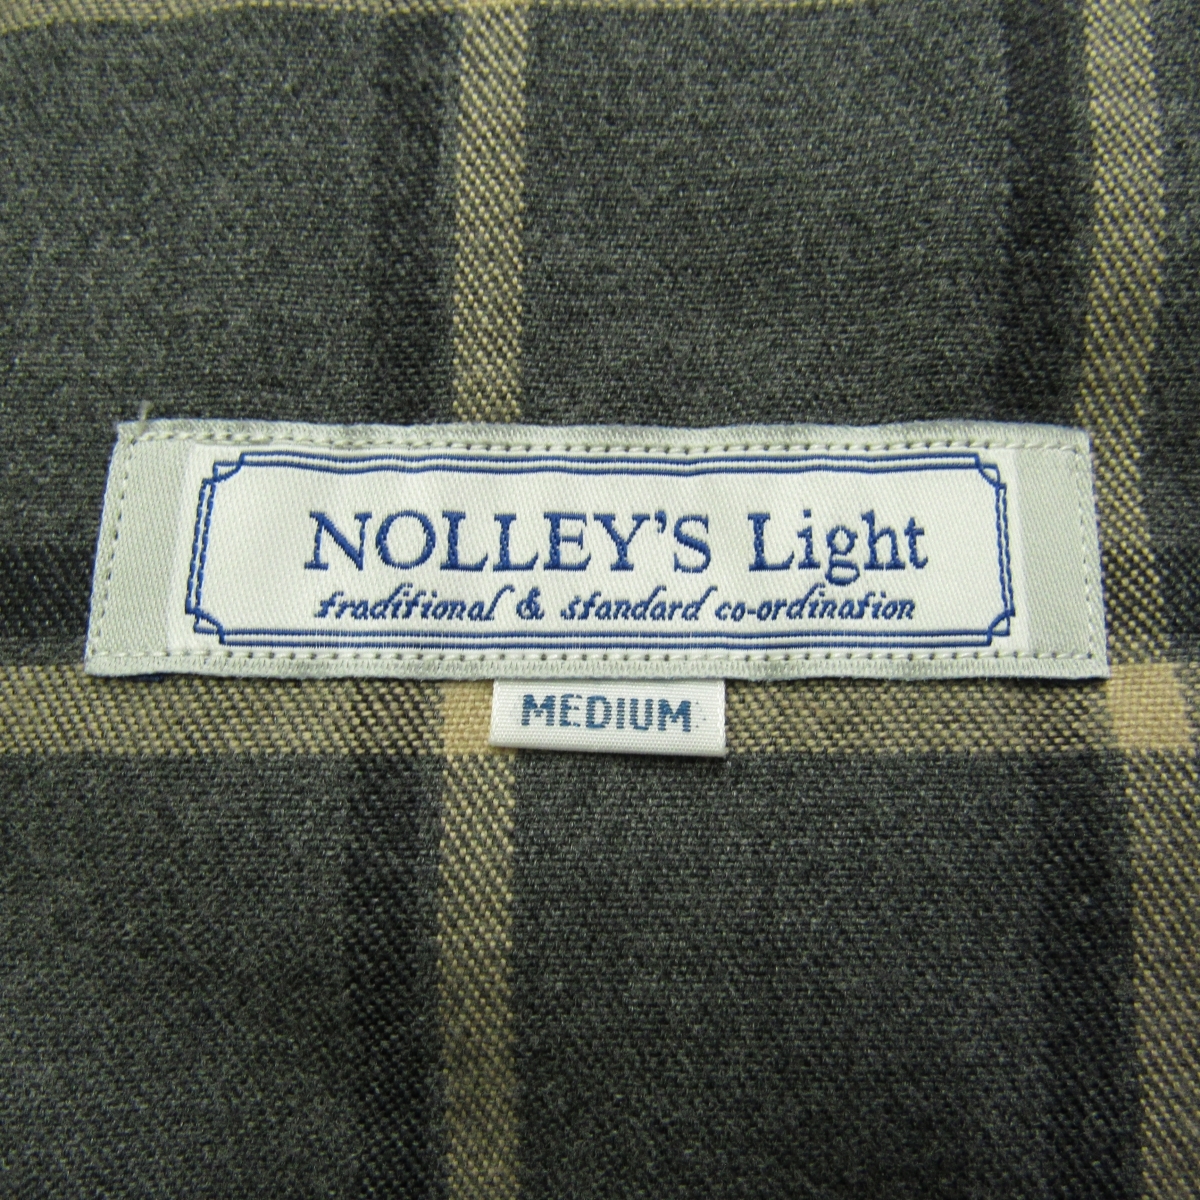 NOLLEY'S Light
traditional & standard co-ordination
MEDIUM